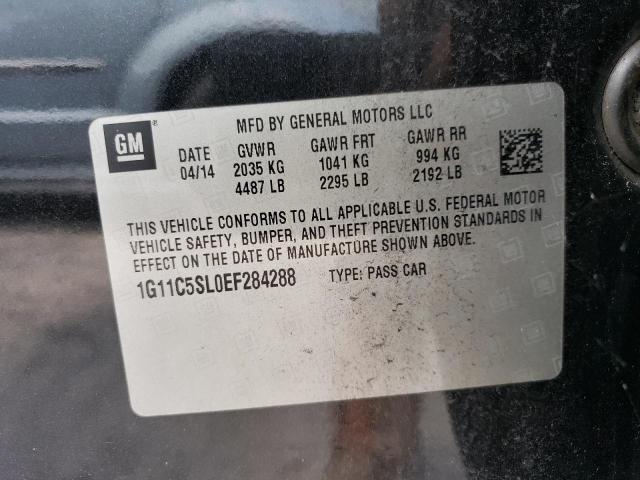 GM
MFD BY GENERAL MOTORS LLC
DATE GVWR GAWR FRT GAWR RR
04/14 2035 KG 1041 KG 994 KG
4487 LB 2295 LB 2192 LB
THIS VEHICLE CONFORMS TO ALL APPLICABLE U.S. FEDERAL MOTOR
VEHICLE SAFETY, BUMPER, AND THEFT PREVENTION STANDARDS IN
EFFECT ON THE DATE OF MANUFACTURE SHOWN ABOVE.
1G11C5SL0EF284288 TYPE: PASS CAR